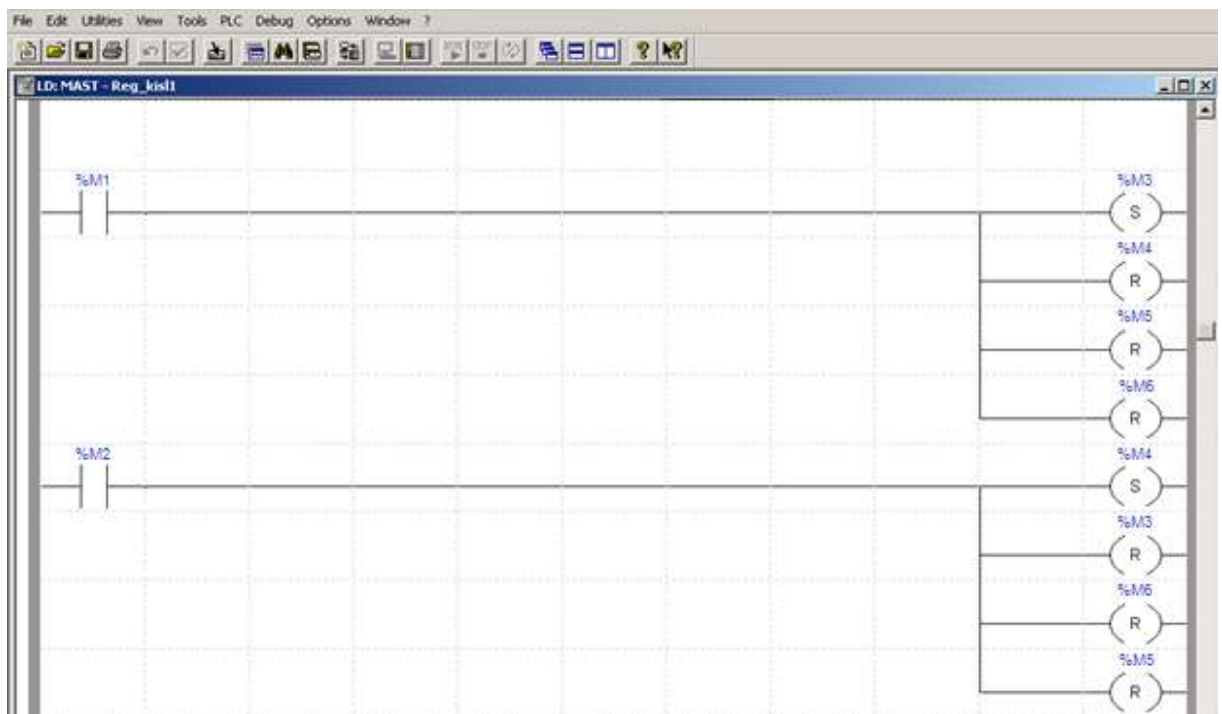 File Edit Utilities View Tools PLC Debug Options Window ?
LD: MAST - Reg_kisl1
%M1
%M3
S
%M4
R
%M5
R
%M6
R
%M2
%M4
S
%M3
R
%M6
R
%M5
R